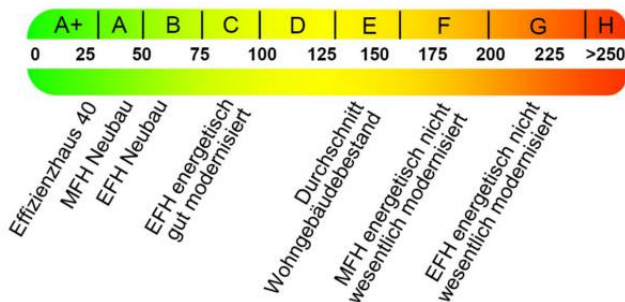 A+ A B C D E F G H
0 25 50 75 100 125 150 175 200 225 >250
Effizienzhaus 40
MFH Neubau
EFH Neubau
EFH energetisch
gut modernisiert
Durchschnitt
Wohngebäudebestand
MFH energetisch nicht
wesentlich modernisiert
EFH energetisch nicht
wesentlich modernisiert